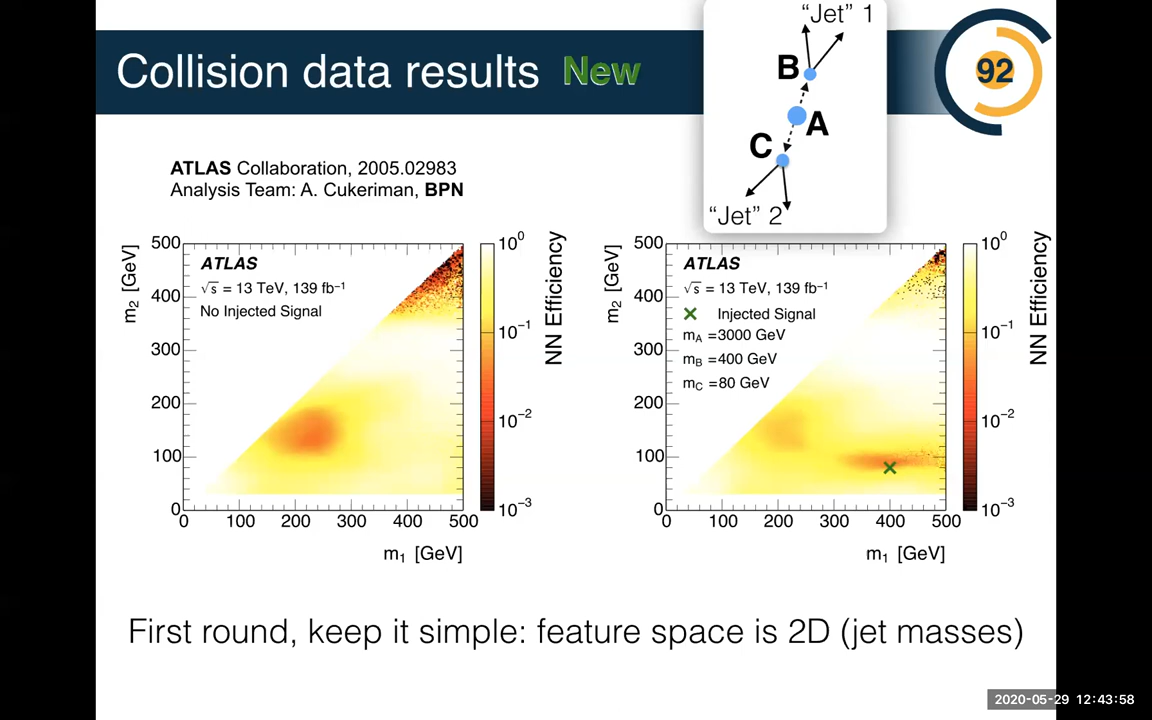 "Jet" 1
Collision data results New
B
A
C
"Jet" 2
92
ATLAS Collaboration, 2005.02983
Analysis Team: A. Cukeriman, BPN
m2 [GeV]
500
400
300
200
100
0
ATLAS
√s = 13 TeV, 139 fb⁻¹
No Injected Signal
0 100 200 300 400 500
m1 [GeV]
10⁰
10⁻¹
10⁻²
10⁻³
NN Efficiency
m2 [GeV]
500
400
300
200
100
0
ATLAS
√s = 13 TeV, 139 fb⁻¹
× Injected Signal
mA =3000 GeV
mB =400 GeV
mC =80 GeV
0 100 200 300 400 500
m1 [GeV]
10⁰
10⁻¹
10⁻²
10⁻³
NN Efficiency
First round, keep it simple: feature space is 2D (jet masses)
2020-05-29 12:43:58